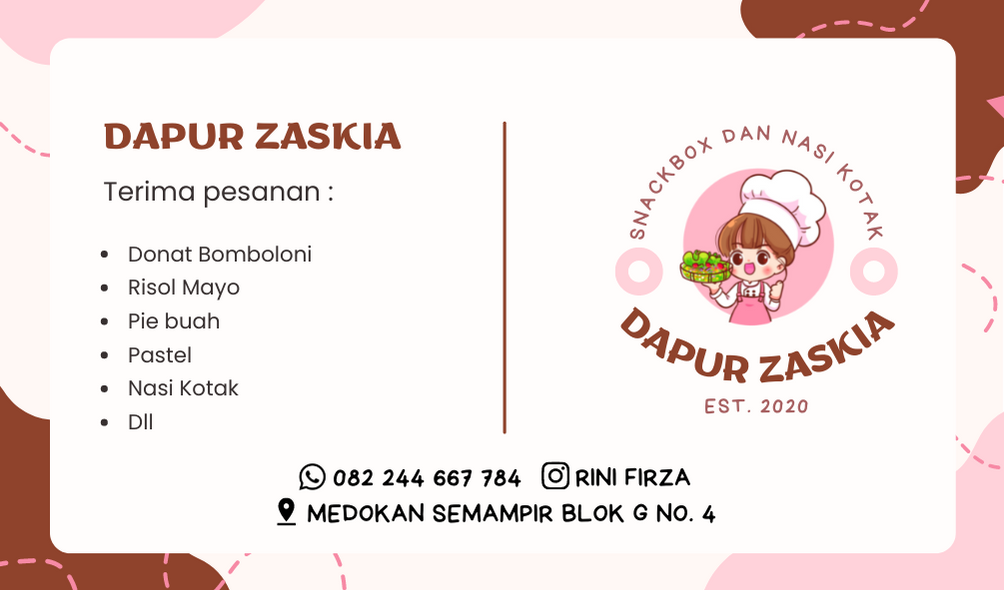 DAPUR ZASKIA
Terima pesanan :
• Donat Bomboloni
• Risol Mayo
• Pie buah
• Pastel
• Nasi Kotak
• Dll
SNACKBOX DAN NASI KOTAK
DAPUR ZASKIA
EST. 2020
082 244 667 784 RINI FIRZA
MEDOKAN SEMAMPIR BLOK G NO. 4